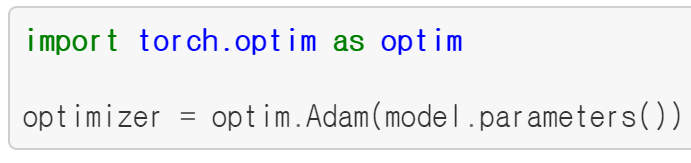 import torch.optim as optim
optimizer = optim.Adam(model.parameters())